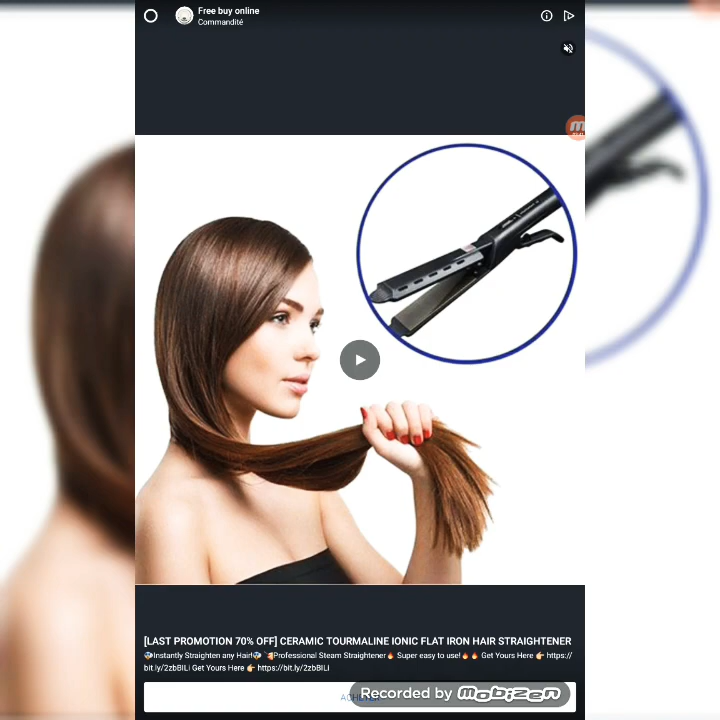 Free buy online
Commandité
[LAST PROMOTION 70% OFF] CERAMIC TOURMALINE IONIC FLAT IRON HAIR STRAIGHTENER
💎Instantly Straighten any Hair!💎 💇Professional Steam Straightener🔥 Super easy to use!🔥🔥 Get Yours Here 👉 https://
bit.ly/2zbBILi Get Yours Here 👉 https://bit.ly/2zbBILi
Recorded by mobizen